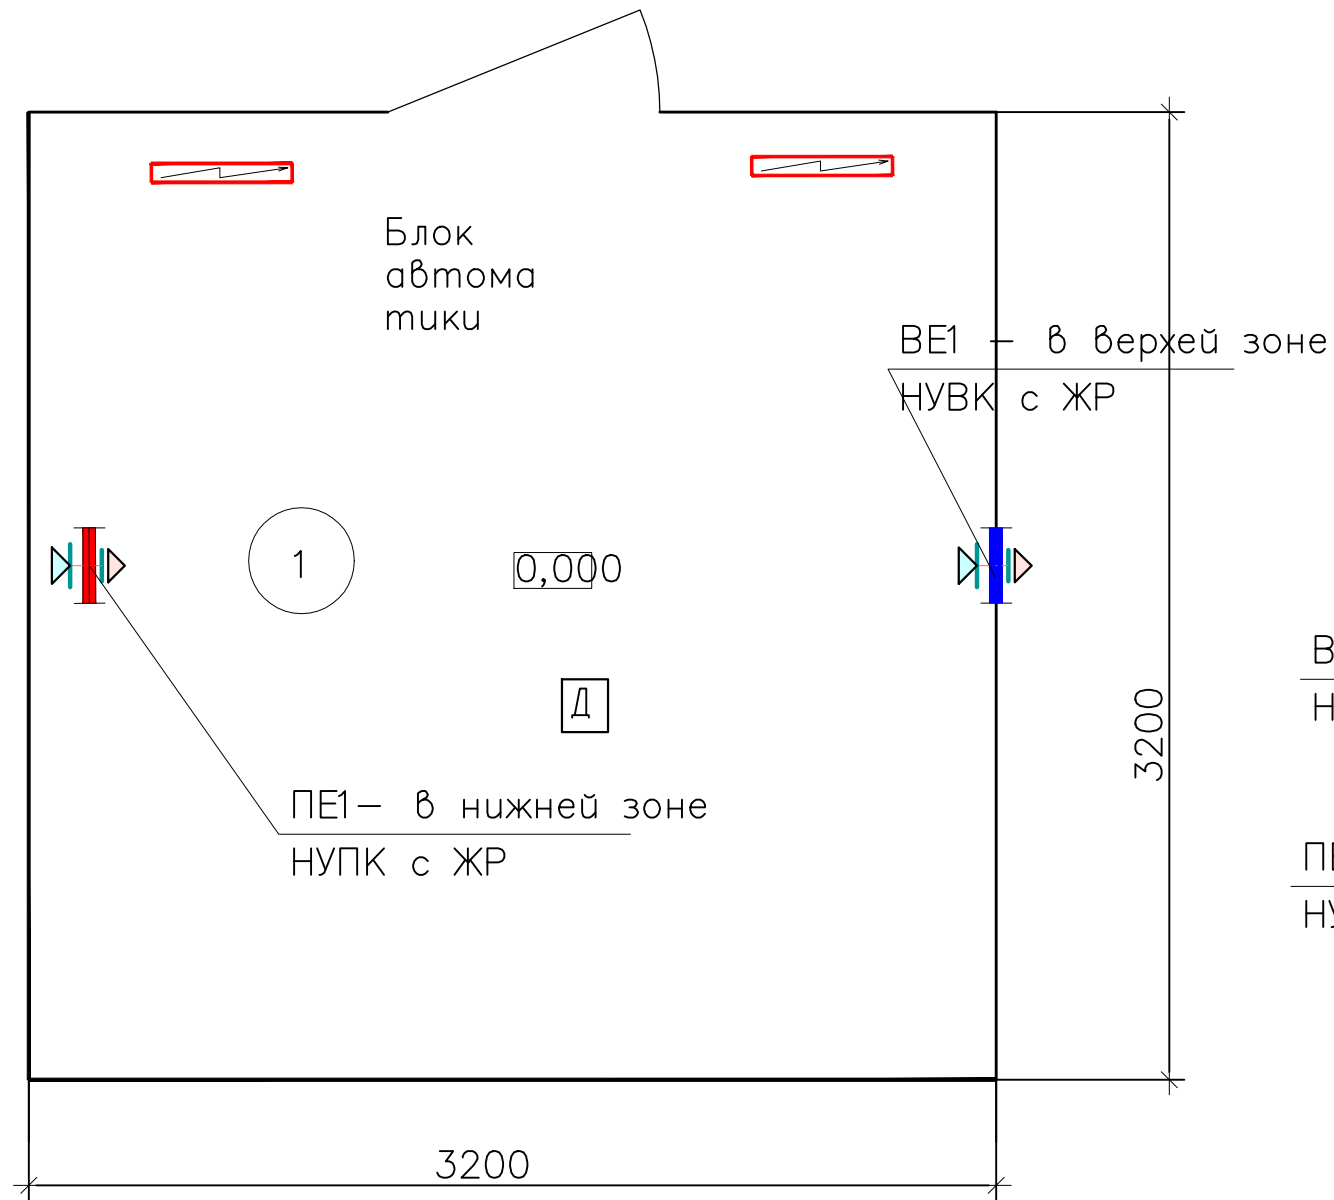 Блок
автома
тики
ВЕ1 – в верхей зоне
НУВК с ЖР
1
0,000
Д
3200
ПЕ1– в нижней зоне
НУПК с ЖР
3200